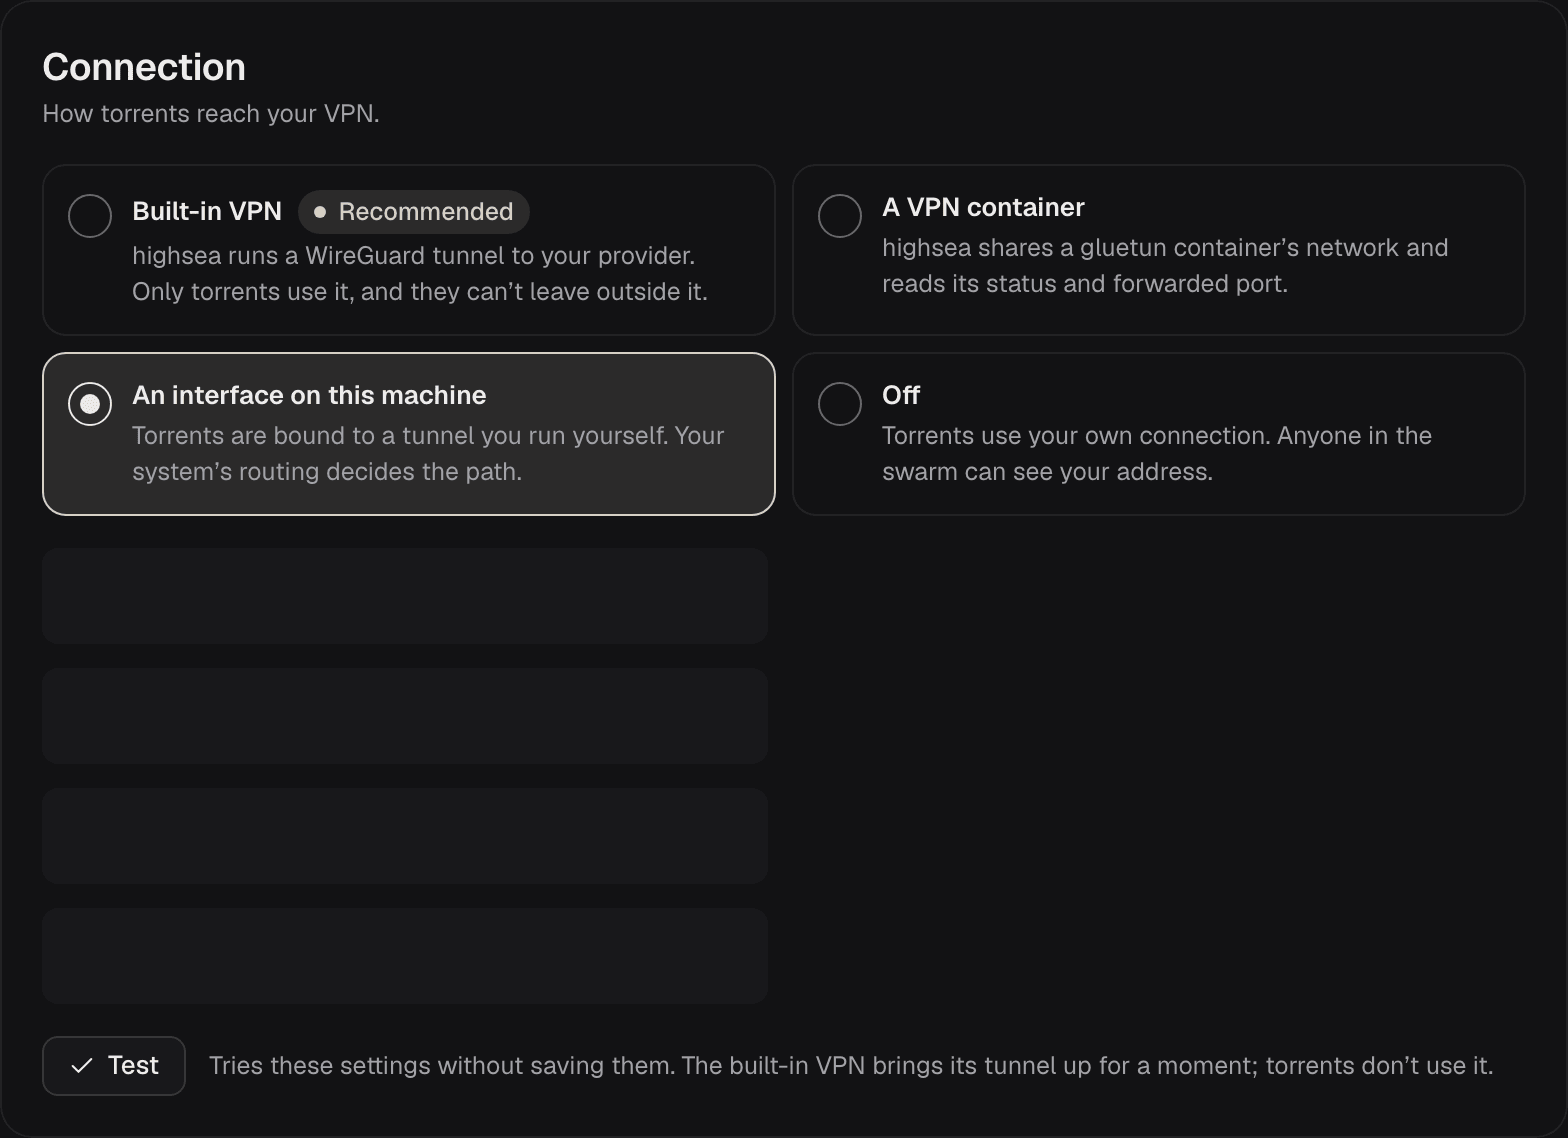 Connection
How torrents reach your VPN.
Built-in VPN
Recommended
highsea runs a WireGuard tunnel to your provider.
Only torrents use it, and they can’t leave outside it.
A VPN container
highsea shares a gluetun container’s network and
reads its status and forwarded port.
An interface on this machine
Torrents are bound to a tunnel you run yourself. Your
system’s routing decides the path.
Off
Torrents use your own connection. Anyone in the
swarm can see your address.
Test
Tries these settings without saving them. The built-in VPN brings its tunnel up for a moment; torrents don’t use it.